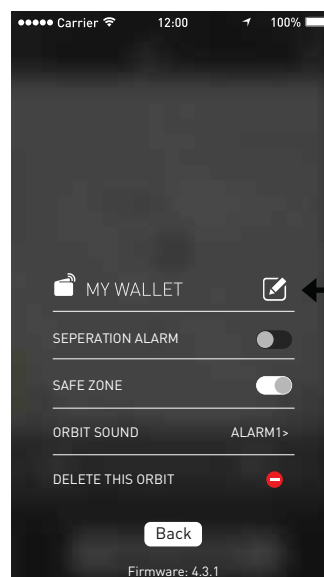 Carrier 12:00 100%
MY WALLET
SEPERATION ALARM
SAFE ZONE
ORBIT SOUND ALARM1>
DELETE THIS ORBIT
Back
Firmware: 4.3.1